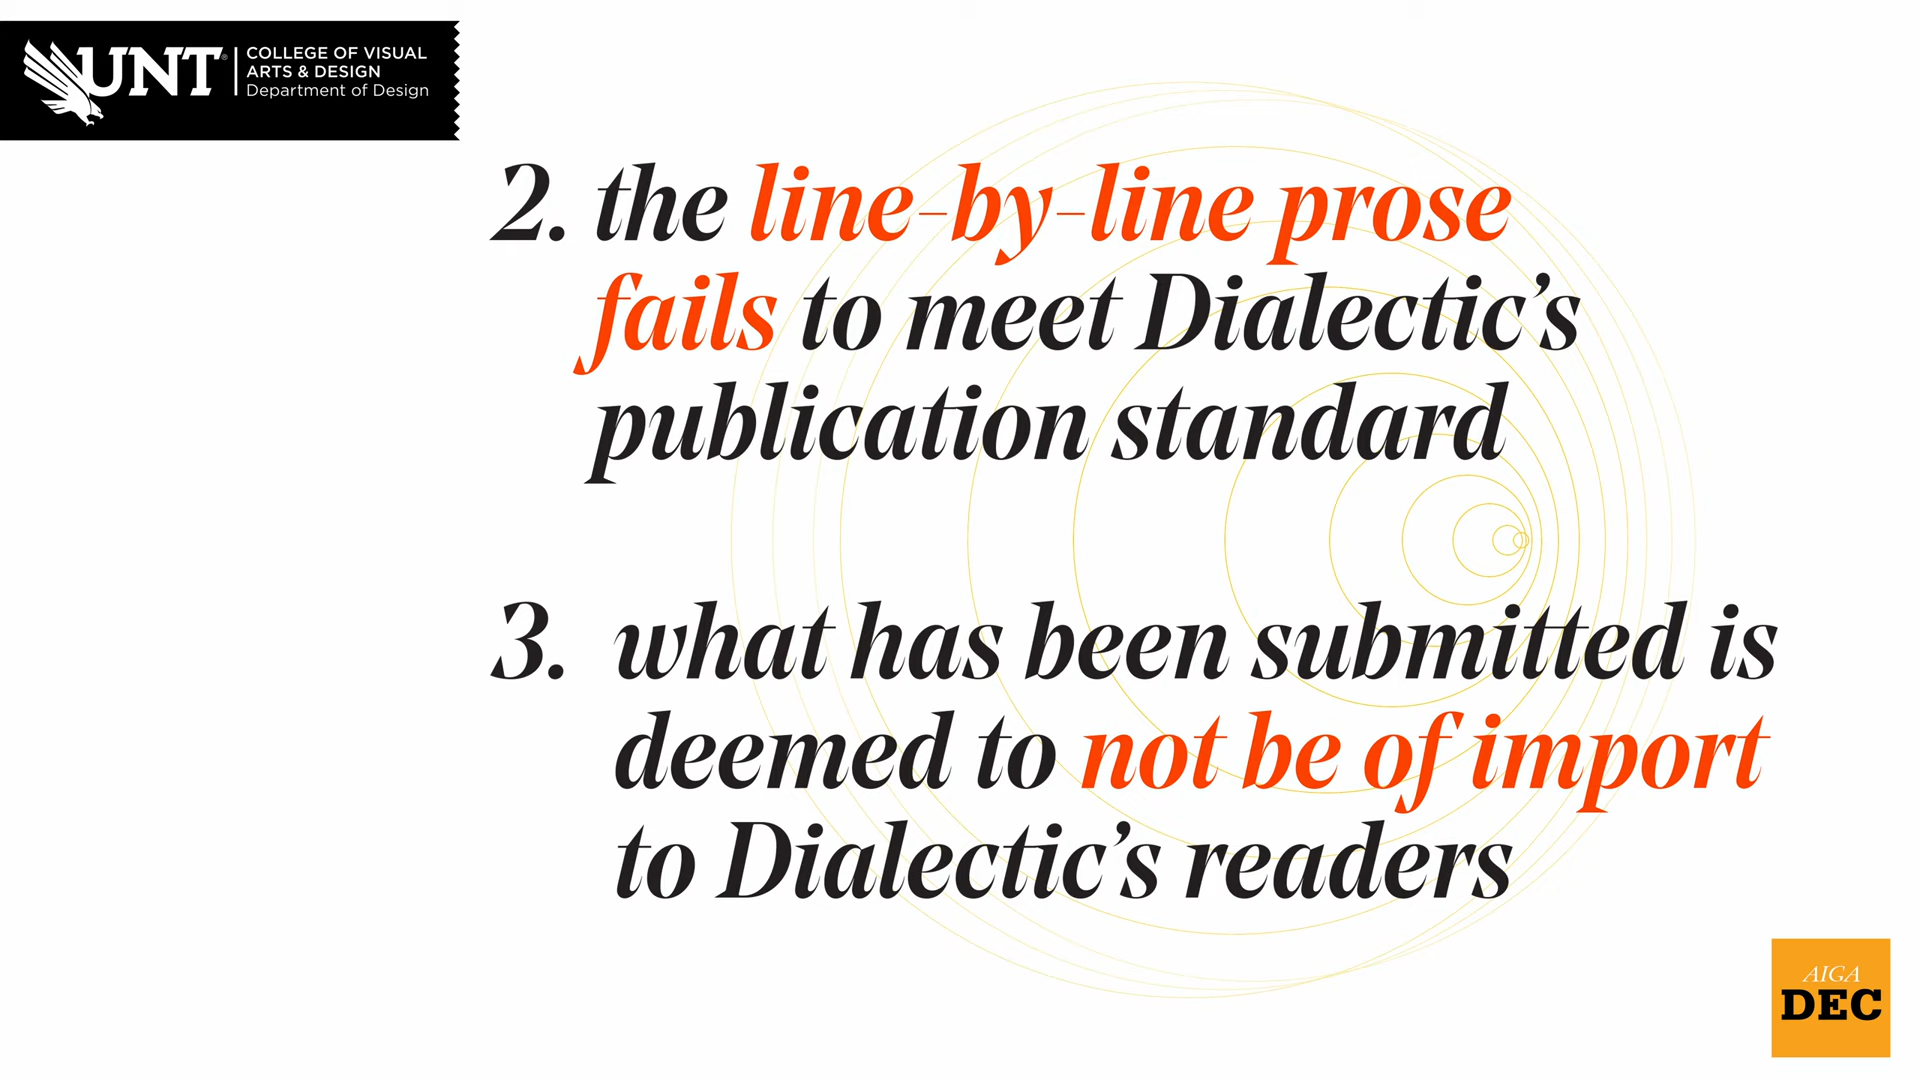 UNT®
COLLEGE OF VISUAL
ARTS & DESIGN
Department of Design
2. the line-by-line prose
fails to meet Dialectic’s
publication standard
3. what has been submitted is
deemed to not be of import
to Dialectic’s readers
AIGA
DEC